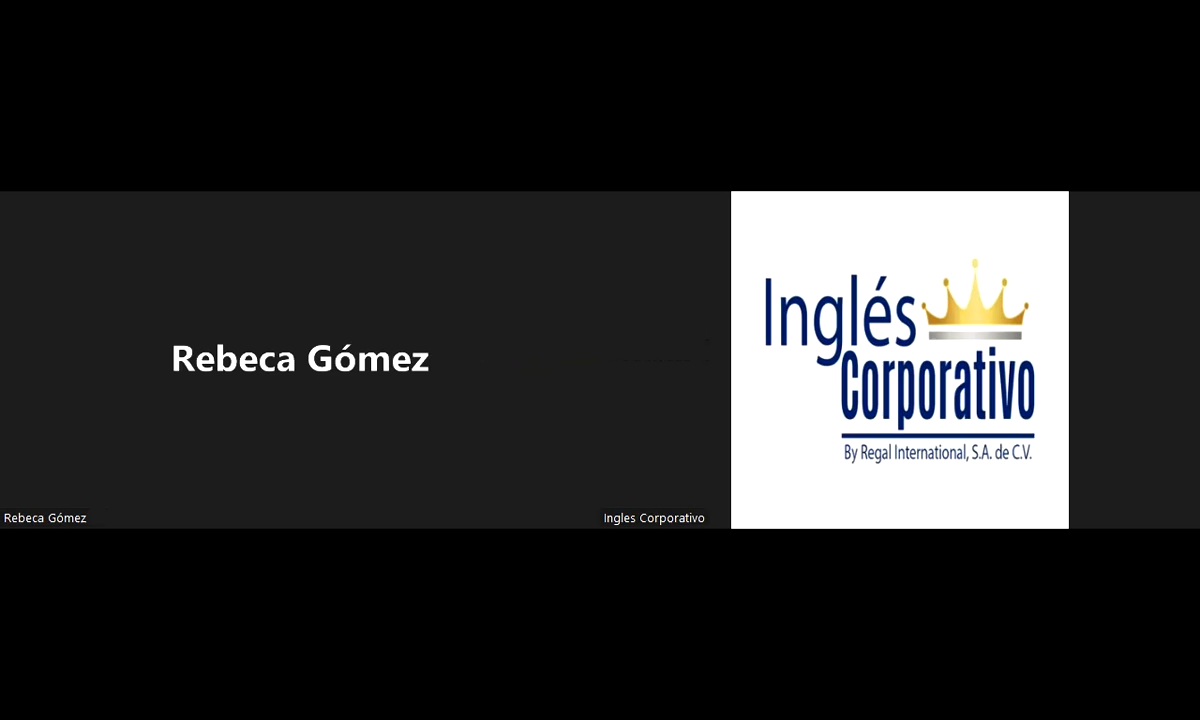 Rebeca Gómez
Inglés
Corporativo
By Regal International, S.A. de C.V.
Rebeca Gómez
Ingles Corporativo